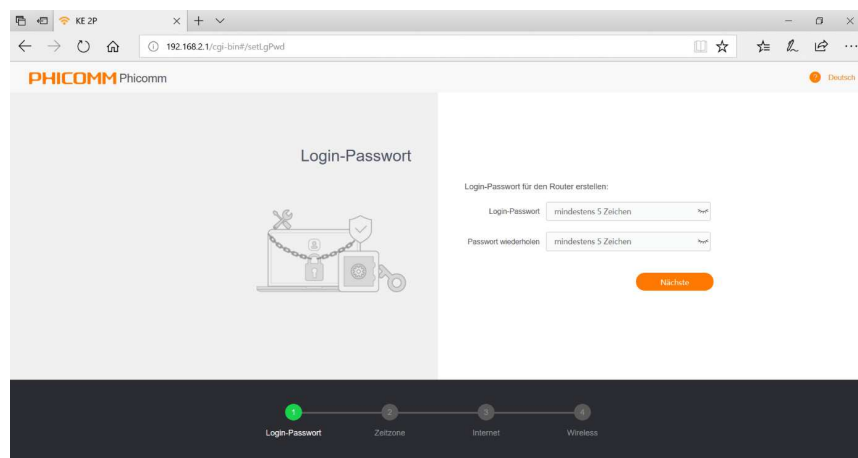 KE 2P
192.168.2.1/cgi-bin#/setLgPwd
PHICOMM Phicomm
? Deutsch
Login-Passwort
Login-Passwort für den Router erstellen:
Login-Passwort mindestens 5 Zeichen
Passwort wiederholen mindestens 5 Zeichen
Nächste
1 2 3 4
Login-Passwort Zeitzone Internet Wireless